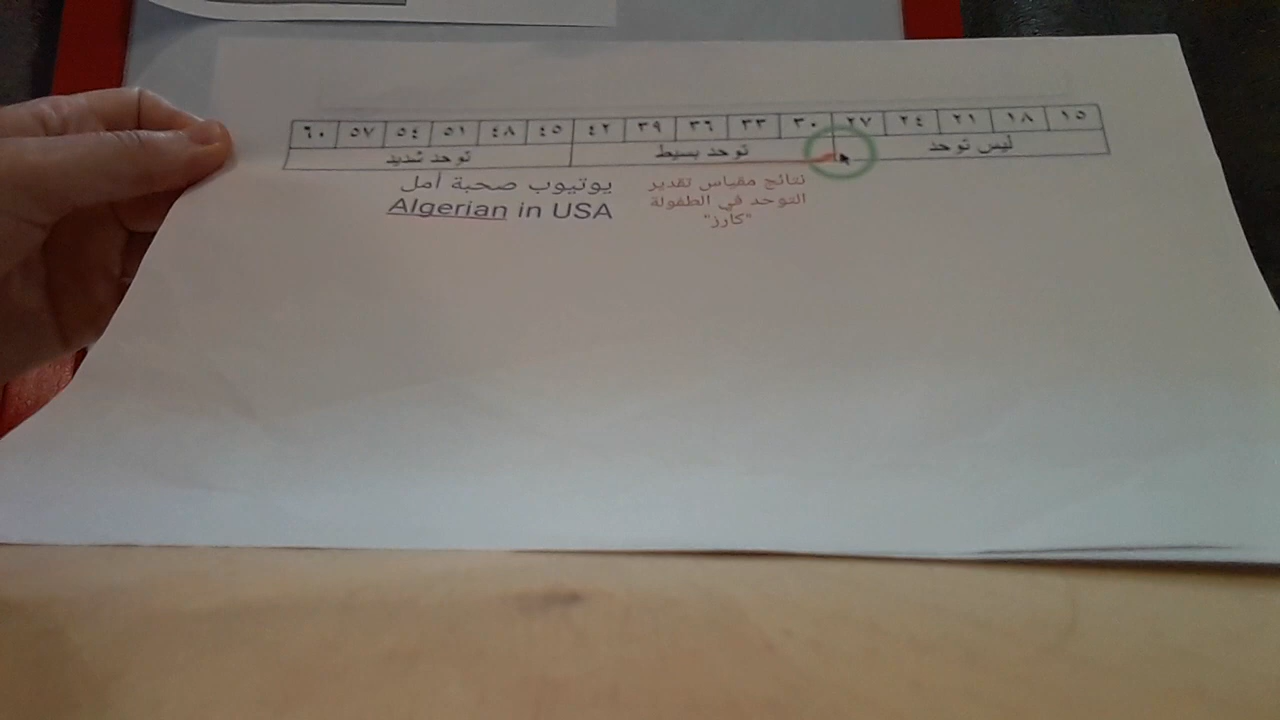 ١٥ ١٨ ٢١ ٢٤ ٢٧ ٣٠ ٣٣ ٣٦ ٣٩ ٤٢ ٤٥ ٤٨ ٥١ ٥٤ ٥٧ ٦٠
ليس توحد توحد بسيط توحد شديد
نتائج مقياس تقدير
التوحد في الطفولة
"كارز"
يوتيوب صحبة أمل
Algerian in USA